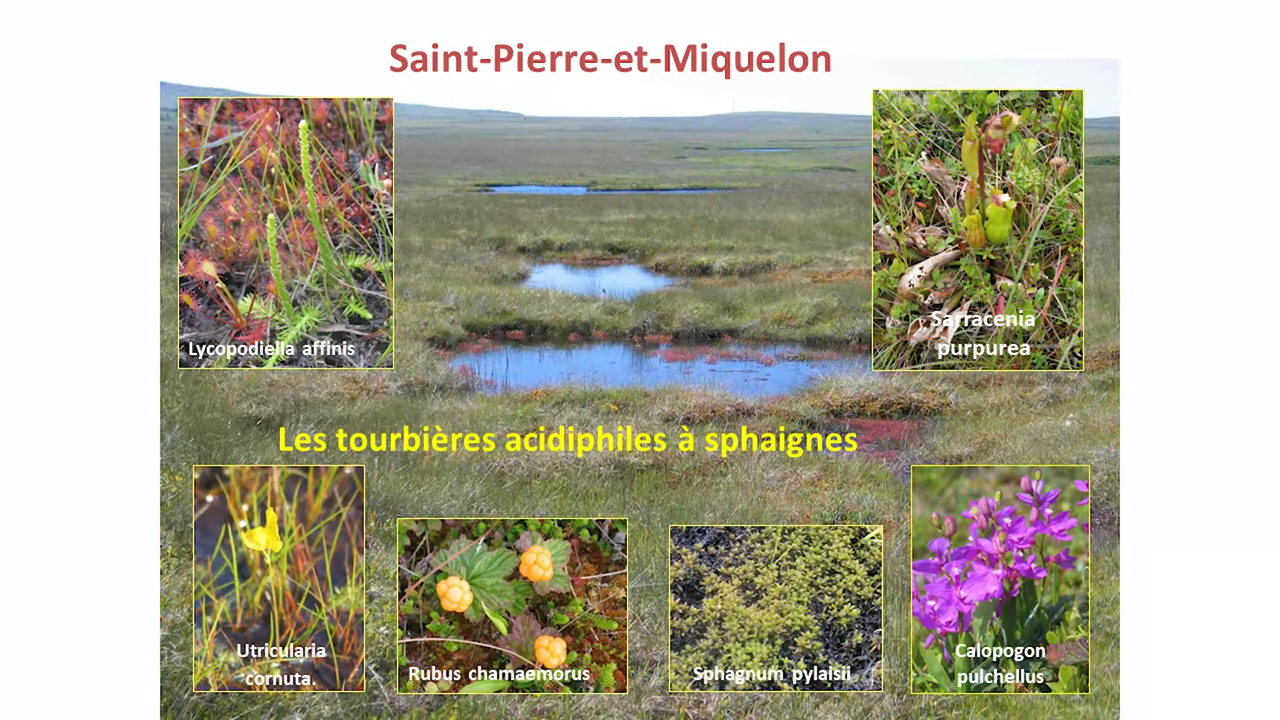 Saint-Pierre-et-Miquelon
Lycopodiella affinis
Sarracenia
purpurea
Les tourbières acidiphiles à sphaignes
Utricularia
cornuta.
Rubus chamaemorus
Sphagnum pylaisii
Calopogon
pulchellus